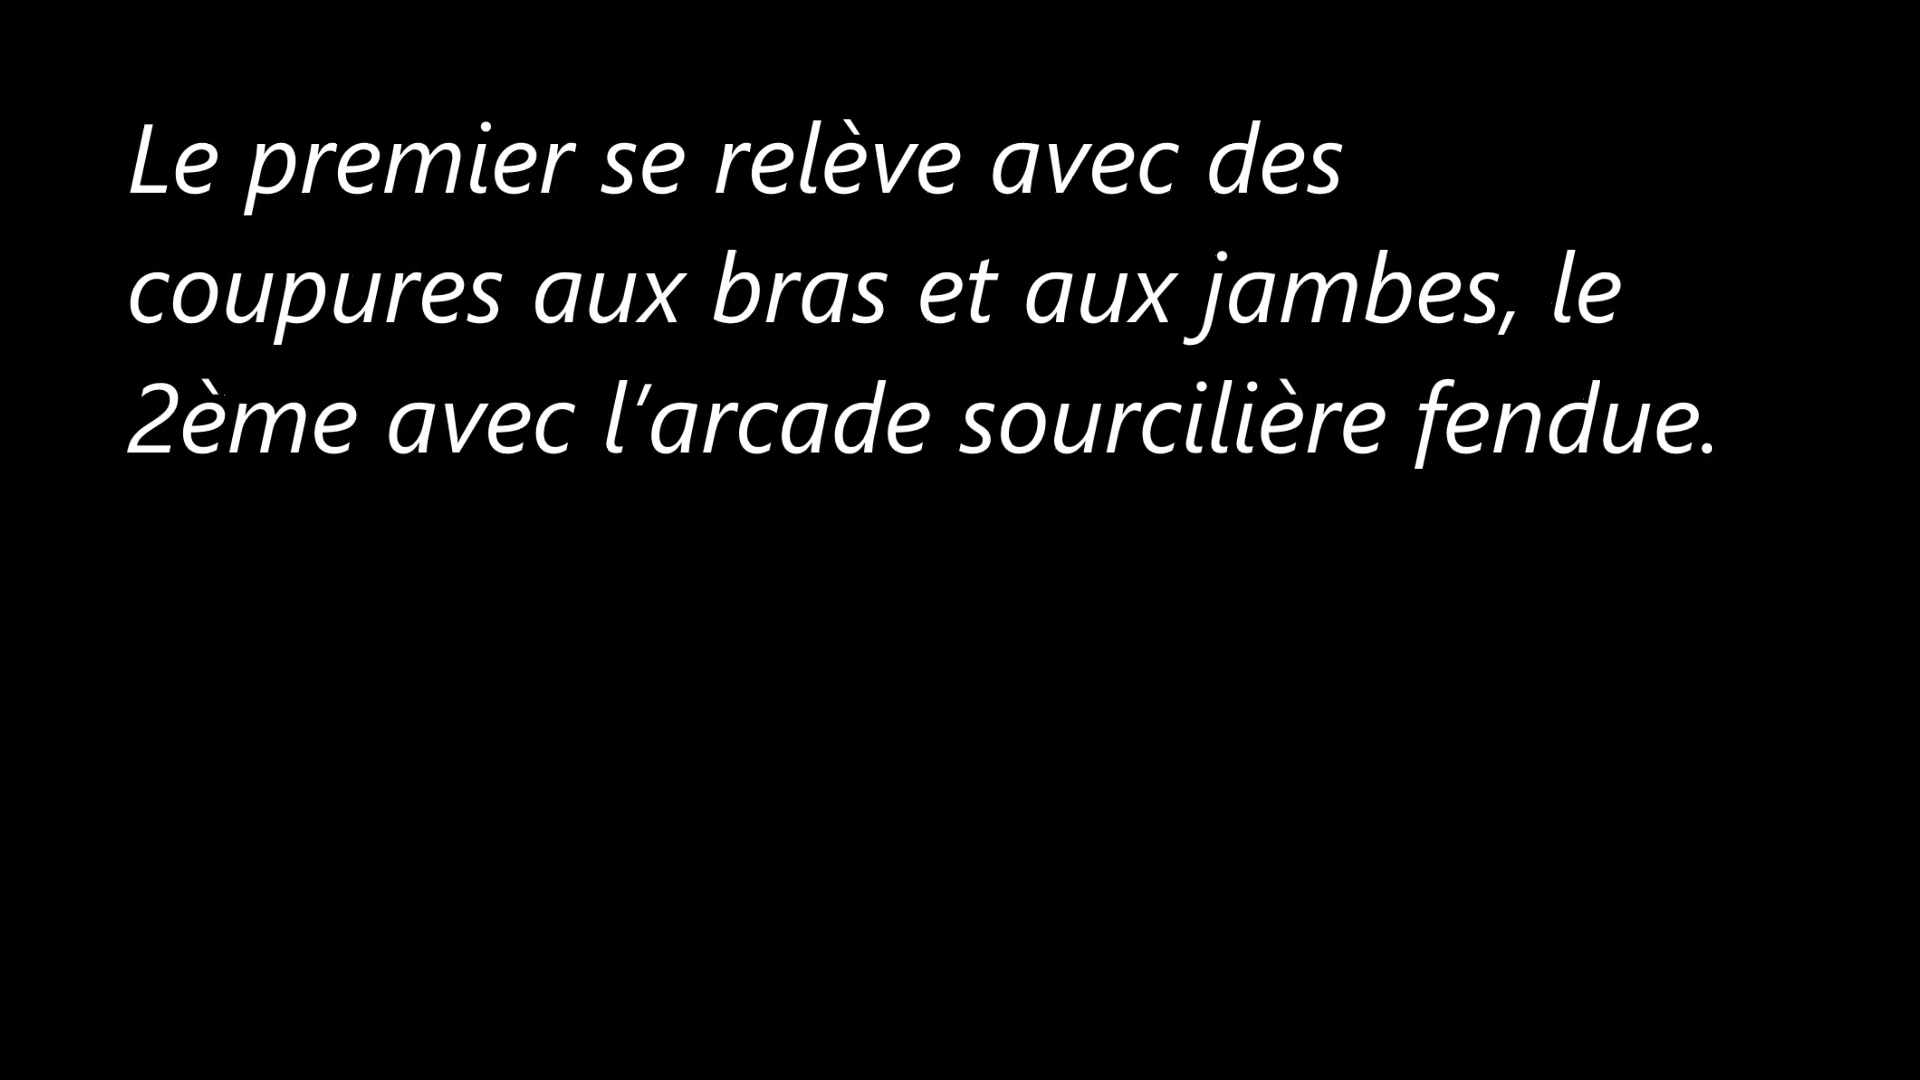 Le premier se relève avec des
coupures aux bras et aux jambes, le
2ème avec l’arcade sourcilière fendue.